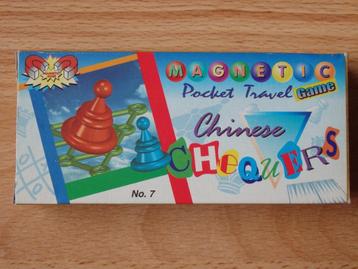 MAGNETIC
Pocket Travel Game
Chinese
CHEQUERS
No. 7